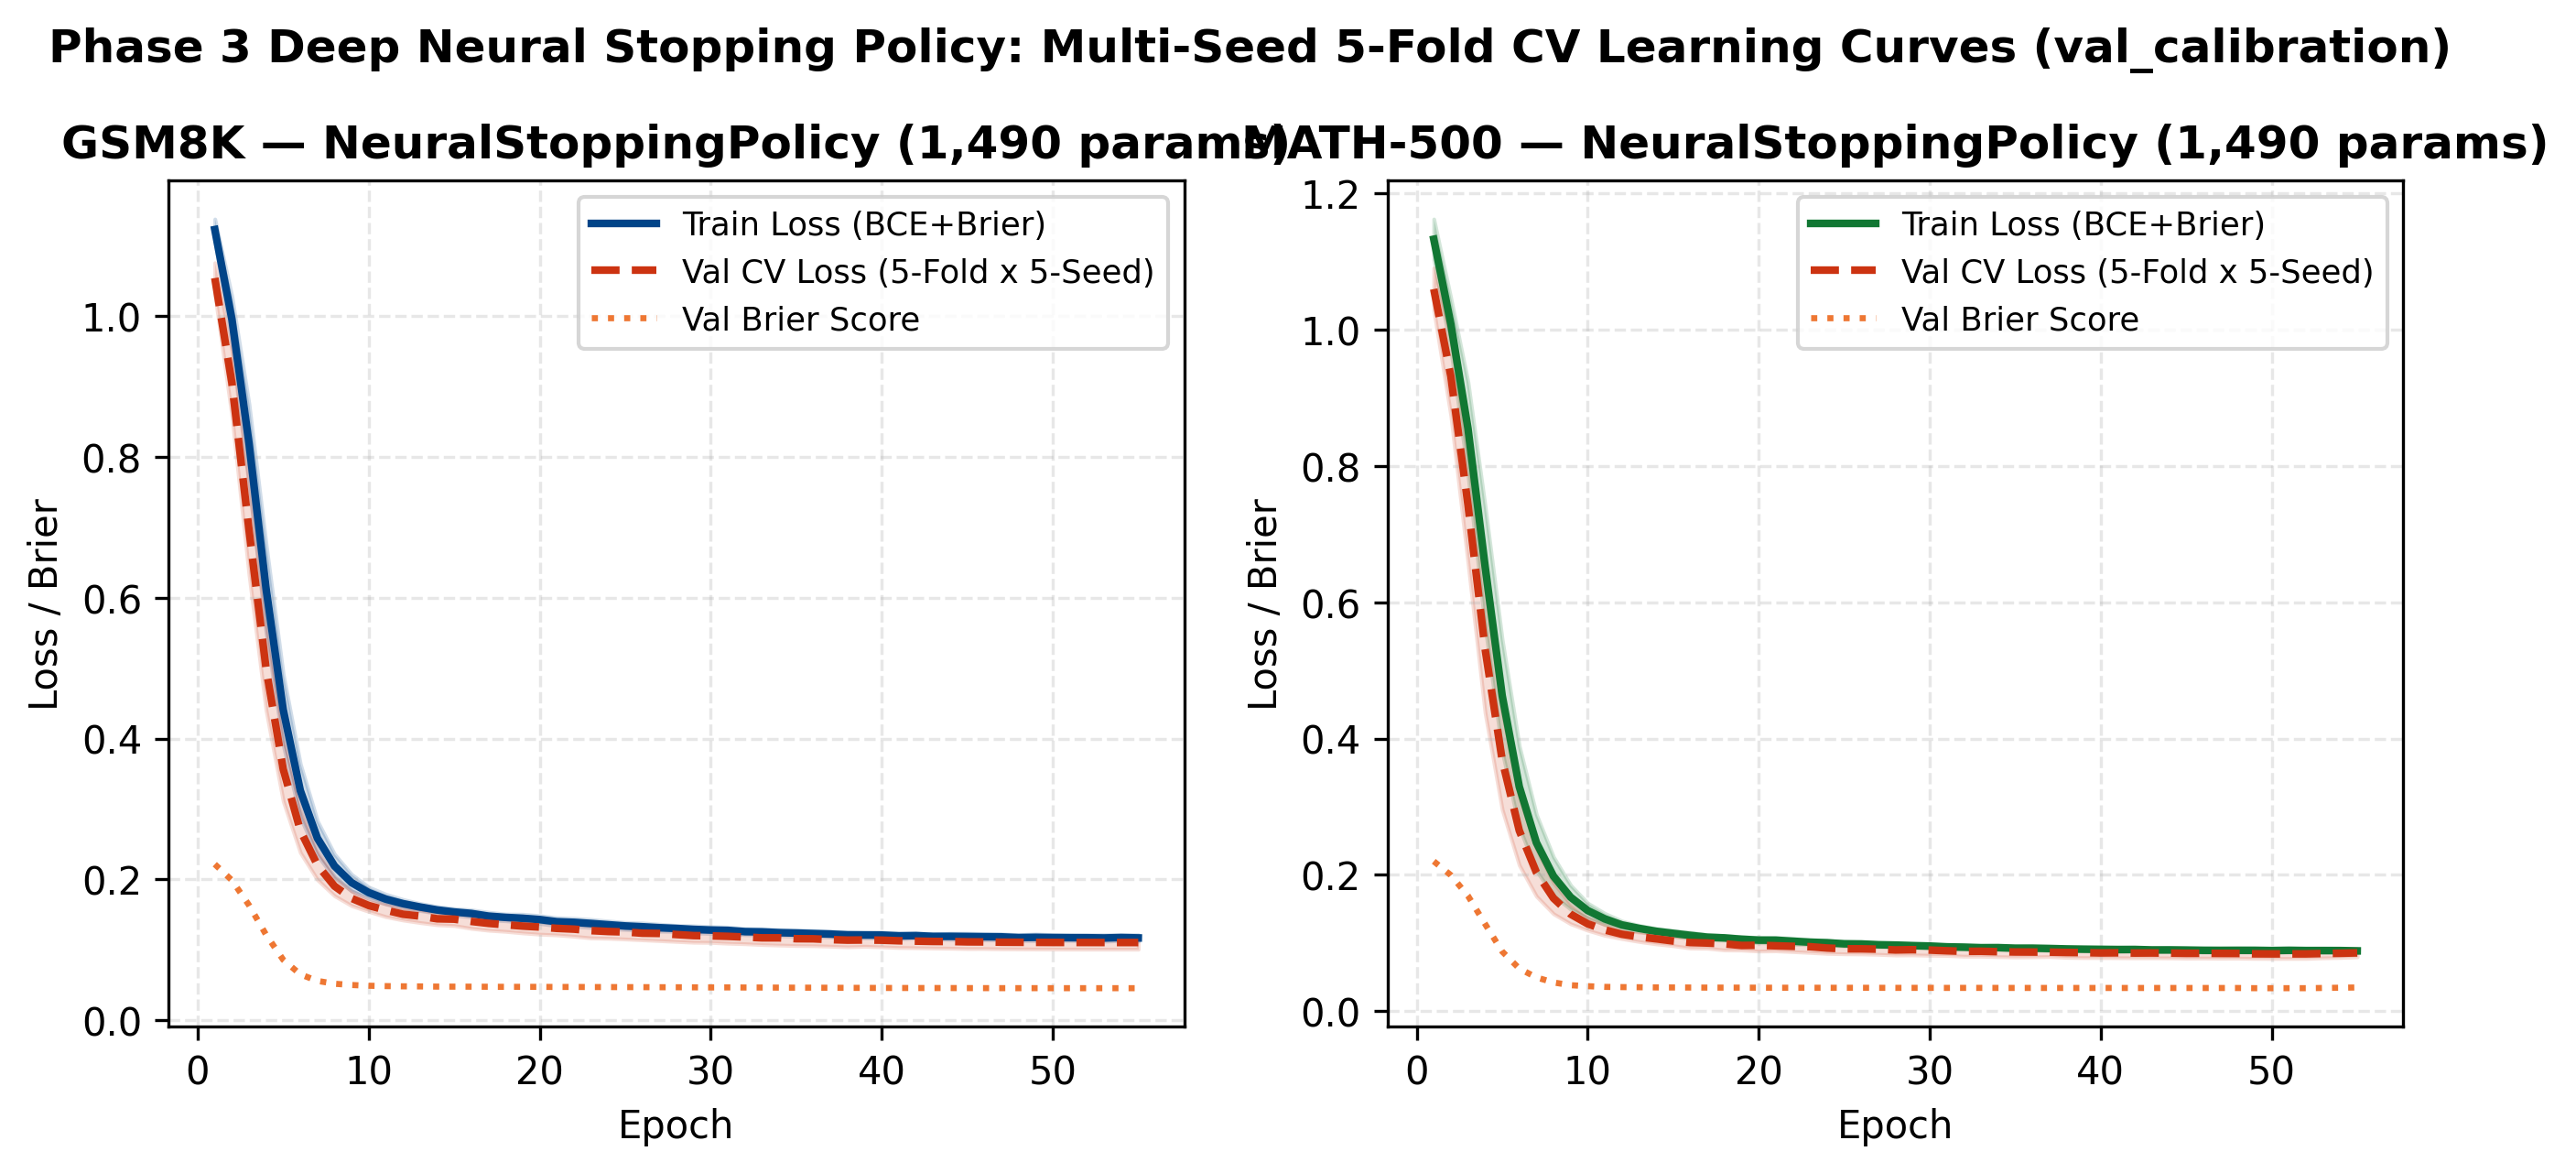 Phase 3 Deep Neural Stopping Policy: Multi-Seed 5-Fold CV Learning Curves (val_calibration)
GSM8K — NeuralStoppingPolicy (1,490 params)
Train Loss (BCE+Brier)
Val CV Loss (5-Fold x 5-Seed)
Val Brier Score
1.0
0.8
0.6
0.4
0.2
0.0
Loss / Brier
0 10 20 30 40 50
Epoch
MATH-500 — NeuralStoppingPolicy (1,490 params)
Train Loss (BCE+Brier)
Val CV Loss (5-Fold x 5-Seed)
Val Brier Score
1.2
1.0
0.8
0.6
0.4
0.2
0.0
Loss / Brier
0 10 20 30 40 50
Epoch